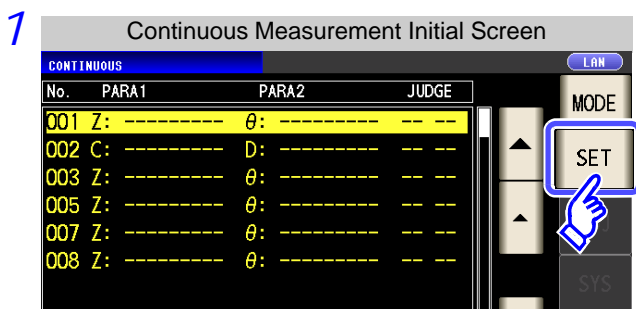 1
Continuous Measurement Initial Screen
CONTINUOUS LAN
No. PARA1 PARA2 JUDGE
MODE
001 Z: --------- θ: --------- -- --
002 C: --------- D: --------- -- --
SET
003 Z: --------- θ: --------- -- --
005 Z: --------- θ: --------- -- --
007 Z: --------- θ: --------- -- --
008 Z: --------- θ: --------- -- --
SYS